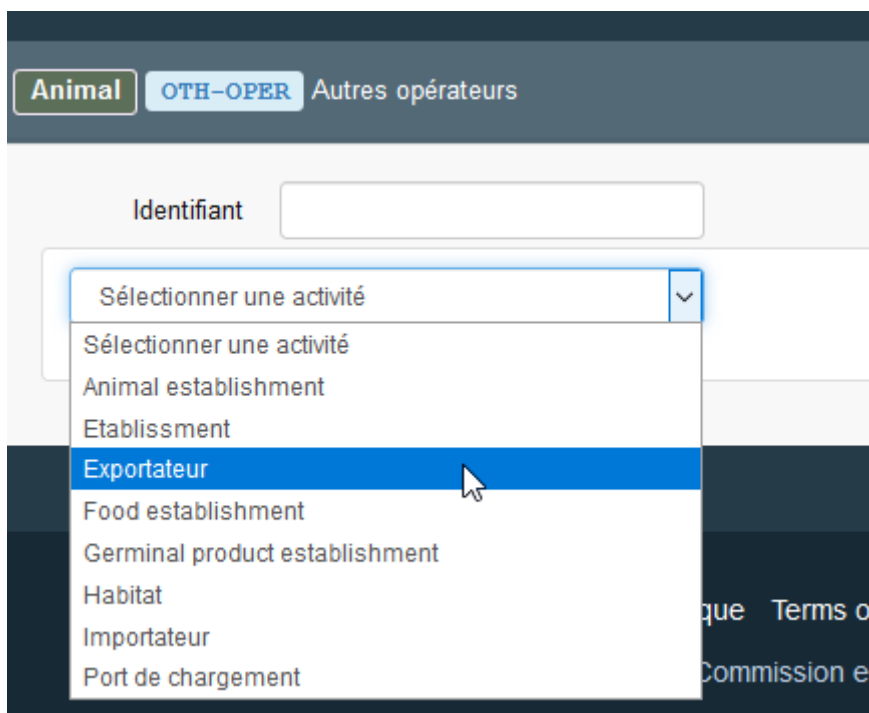 Animal OTH-OPER Autres opérateurs
Identifiant
Sélectionner une activité
Sélectionner une activité
Animal establishment
Etablissment
Exportateur
Food establishment
Germinal product establishment
Habitat
Importateur
Port de chargement
que Terms o
Commission e